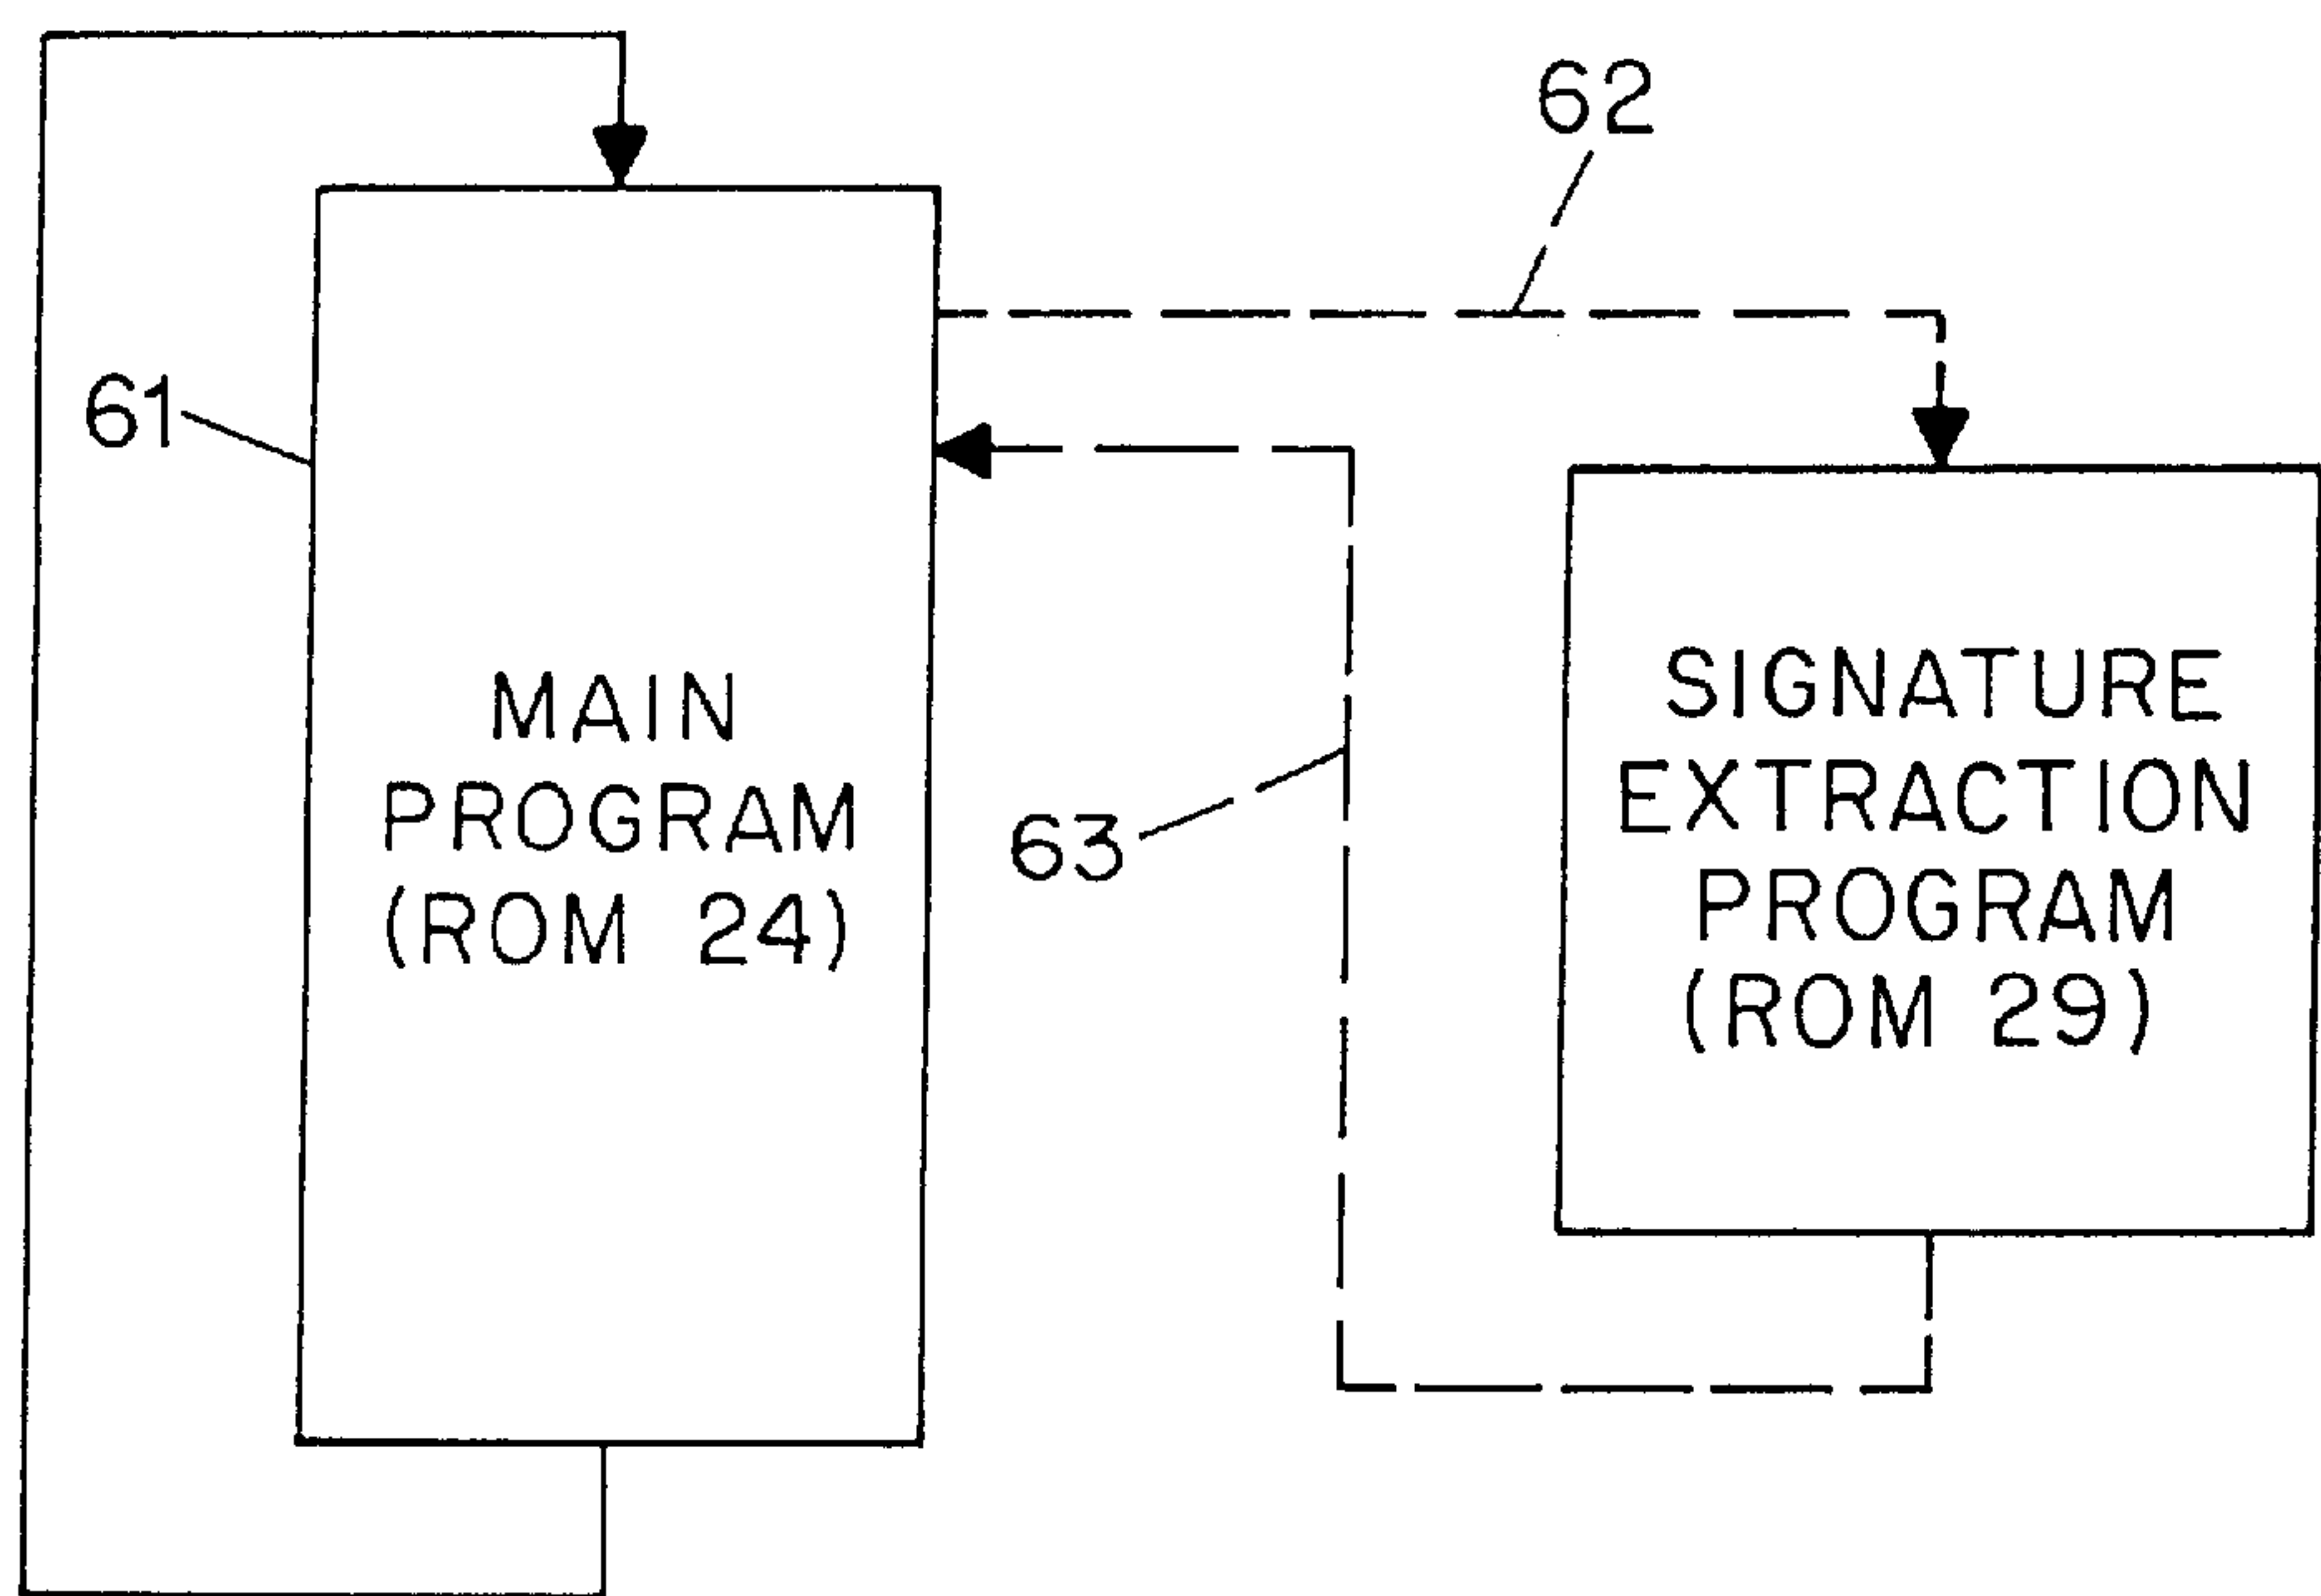 62
61
MAIN
PROGRAM
(ROM 24)
63
SIGNATURE
EXTRACTION
PROGRAM
(ROM 29)